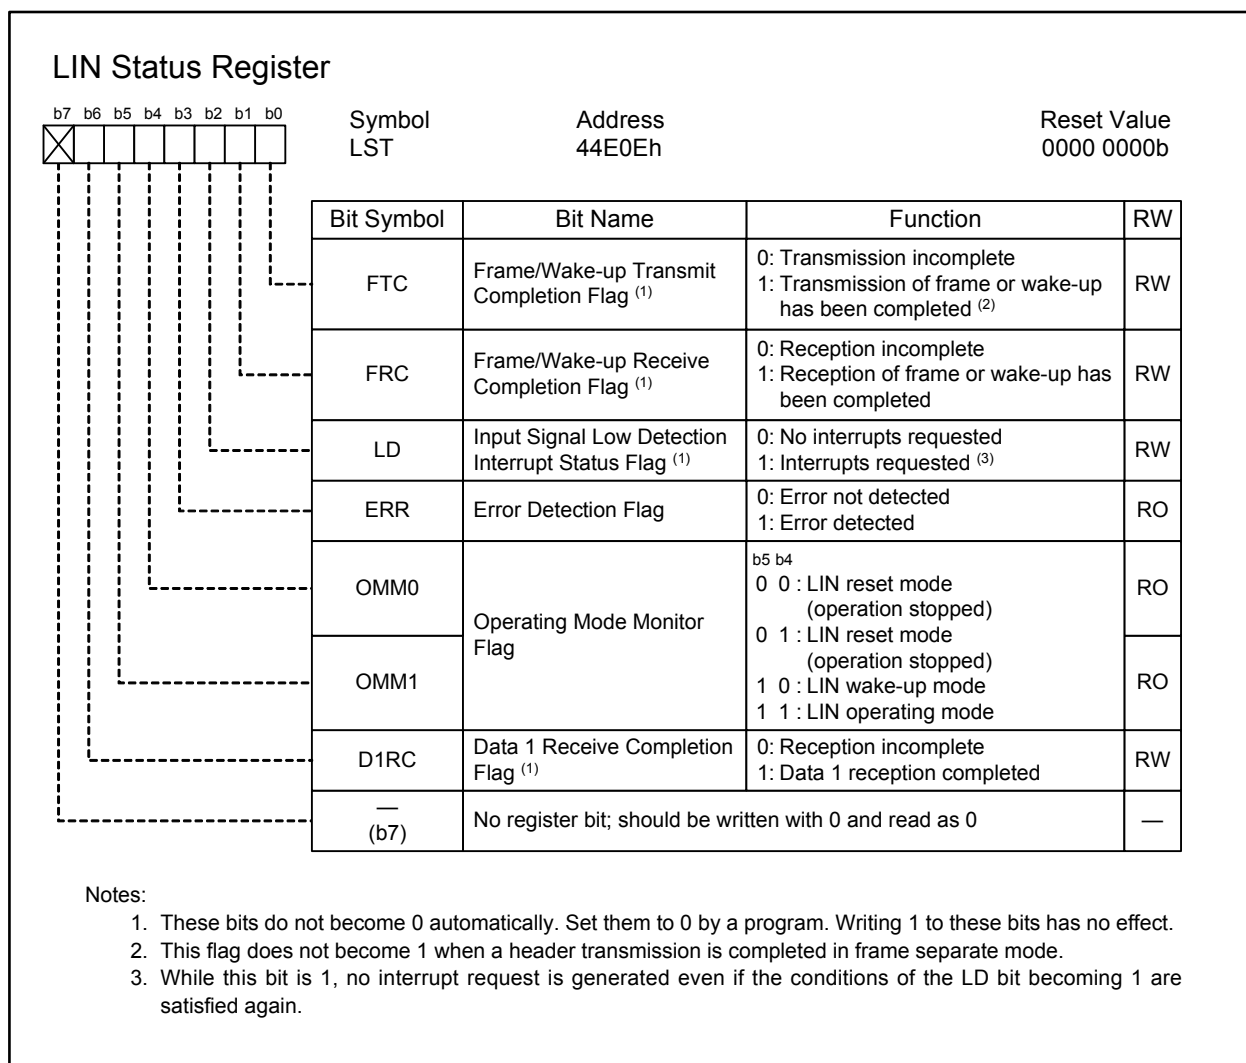 LIN Status Register
b7 b6 b5 b4 b3 b2 b1 b0
Symbol Address Reset Value
LST 44E0Eh 0000 0000b
Bit Symbol Bit Name Function RW
FTC
Frame/Wake-up Transmit
Completion Flag (1)
0: Transmission incomplete
1: Transmission of frame or wake-up
has been completed (2)
RW
FRC
Frame/Wake-up Receive
Completion Flag (1)
0: Reception incomplete
1: Reception of frame or wake-up has
been completed
RW
LD
Input Signal Low Detection
Interrupt Status Flag (1)
0: No interrupts requested
1: Interrupts requested (3)
RW
ERR
Error Detection Flag
0: Error not detected
1: Error detected
RO
OMM0
Operating Mode Monitor
Flag
b5 b4
0 0 : LIN reset mode
(operation stopped)
0 1 : LIN reset mode
(operation stopped)
1 0 : LIN wake-up mode
1 1 : LIN operating mode
RO
OMM1
RO
D1RC
Data 1 Receive Completion
Flag (1)
0: Reception incomplete
1: Data 1 reception completed
RW
—
(b7)
No register bit; should be written with 0 and read as 0
—
Notes:
1. These bits do not become 0 automatically. Set them to 0 by a program. Writing 1 to these bits has no effect.
2. This flag does not become 1 when a header transmission is completed in frame separate mode.
3. While this bit is 1, no interrupt request is generated even if the conditions of the LD bit becoming 1 are
satisfied again.